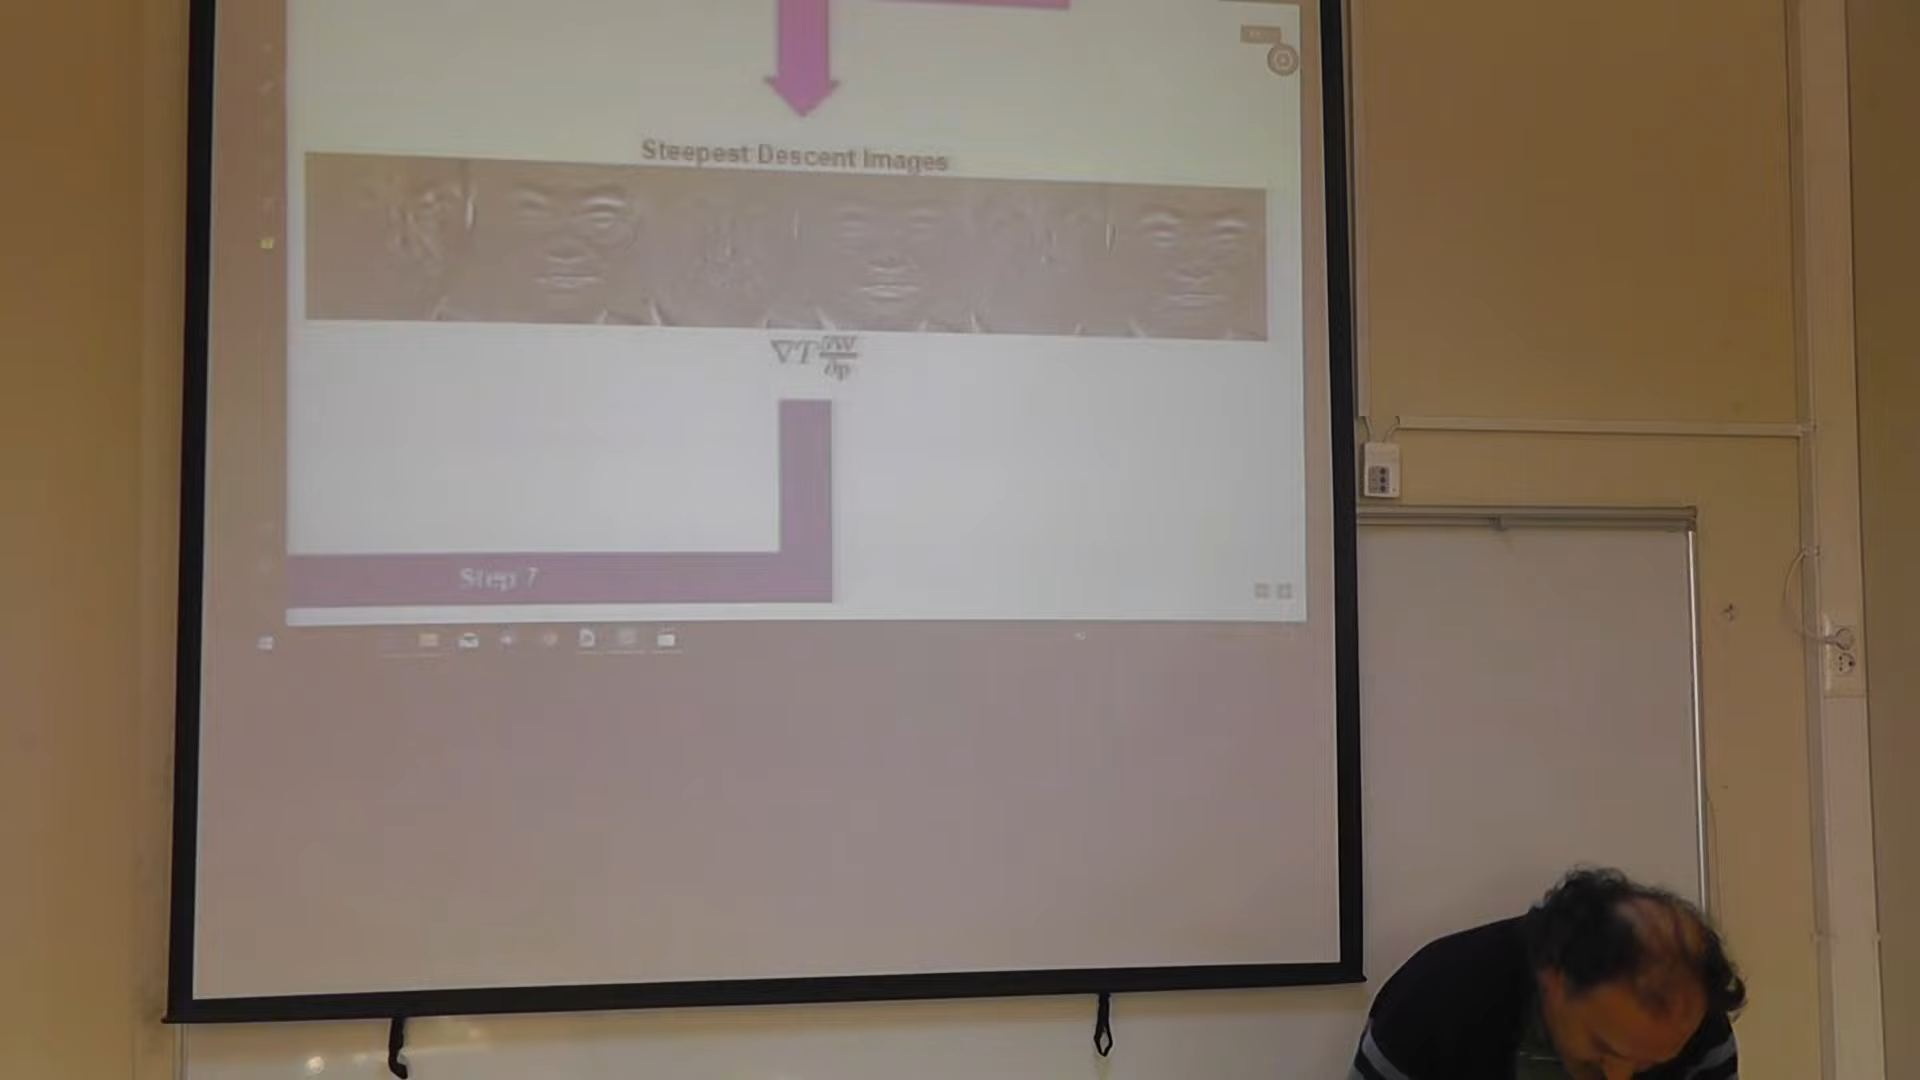 Steepest Descent Images
∇T ∂W/∂p
Step 7